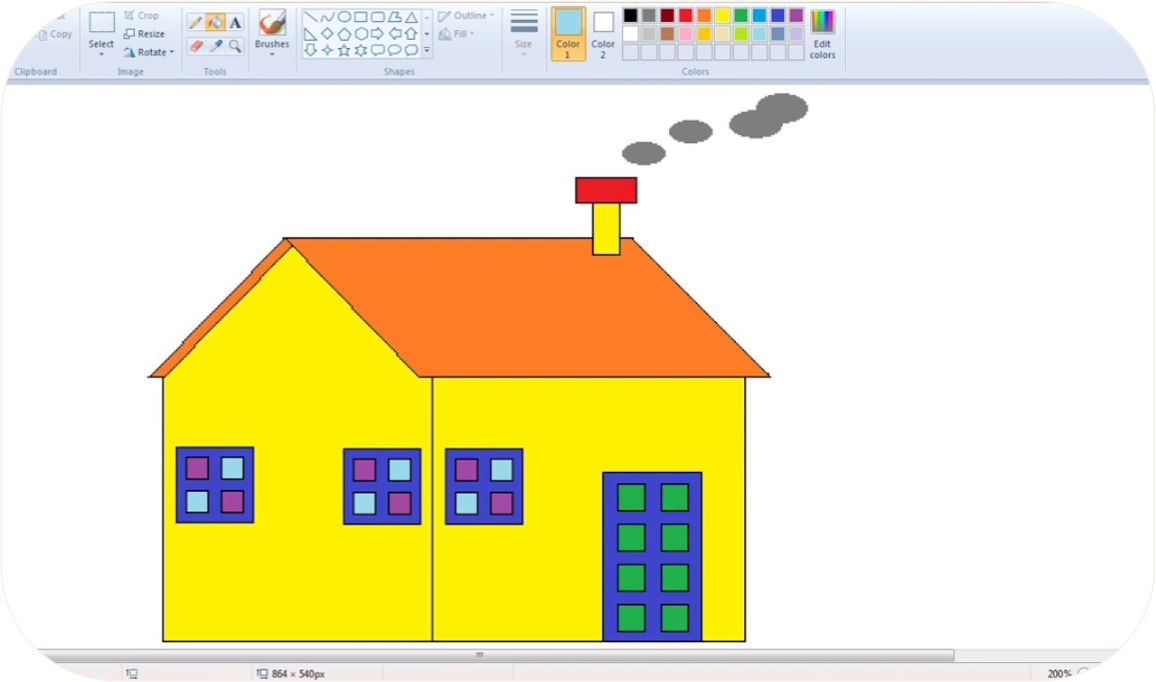 Crop
Copy
Resize
Rotate
Select
Clipboard
Image
A
Tools
Brushes
Outline
Fill
Shapes
Size
Color
1
Color
2
Edit
colors
Colors
864 × 540px
200%